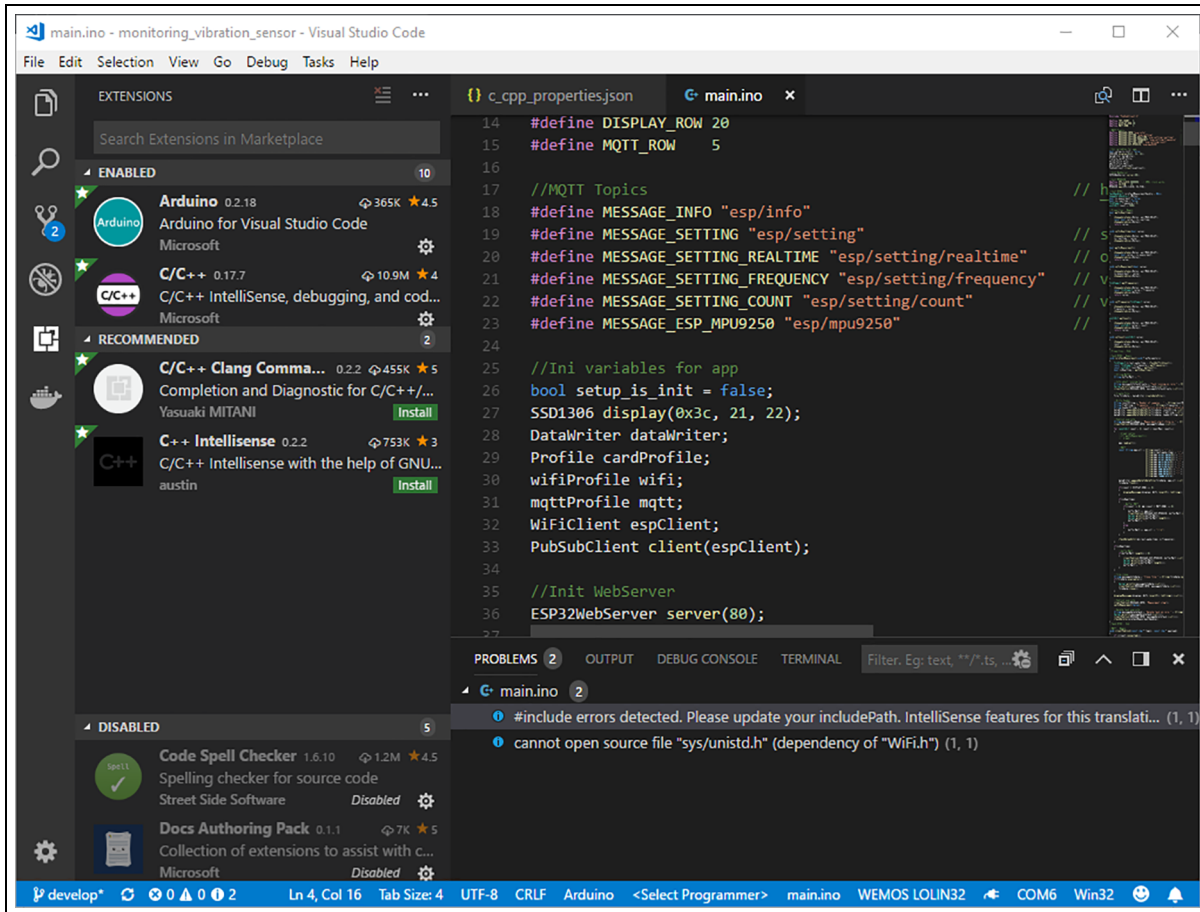 main.ino - monitoring_vibration_sensor - Visual Studio Code
File Edit Selection View Go Debug Tasks Help
EXTENSIONS
Search Extensions in Marketplace
ENABLED 10
Arduino
Arduino 0.2.18 365K 4.5
Arduino for Visual Studio Code
Microsoft
C/C++
C/C++ 0.17.7 10.9M 4
C/C++ IntelliSense, debugging, and cod...
Microsoft
2
RECOMMENDED 2
C/C++ Clang Comma... 0.2.2 455K 5
Completion and Diagnostic for C/C++/...
Yasuaki MITANI Install
C++
C++ Intellisense 0.2.2 753K 3
C/C++ Intellisense with the help of GNU...
austin Install
DISABLED 5
Spell
Code Spell Checker 1.6.10 1.2M 4.5
Spelling checker for source code
Street Side Software Disabled
Docs Authoring Pack 0.1.1 7K 5
Collection of extensions to assist with c...
Microsoft Disabled
{} c_cpp_properties.json main.ino
14 #define DISPLAY_ROW 20
15 #define MQTT_ROW 5
16
17 //MQTT Topics // h
18 #define MESSAGE_INFO "esp/info"
19 #define MESSAGE_SETTING "esp/setting" // s
20 #define MESSAGE_SETTING_REALTIME "esp/setting/realtime" // o
21 #define MESSAGE_SETTING_FREQUENCY "esp/setting/frequency" // v
22 #define MESSAGE_SETTING_COUNT "esp/setting/count" // v
23 #define MESSAGE_ESP_MPU9250 "esp/mpu9250" //
24
25 //Ini variables for app
26 bool setup_is_init = false;
27 SSD1306 display(0x3c, 21, 22);
28 DataWriter dataWriter;
29 Profile cardProfile;
30 wifiProfile wifi;
31 mqttProfile mqtt;
32 WiFiClient espClient;
33 PubSubClient client(espClient);
34
35 //Init WebServer
36 ESP32WebServer server(80);
37
PROBLEMS 2 OUTPUT DEBUG CONSOLE TERMINAL Filter. Eg: text, **/*.ts, ...
main.ino 2
#include errors detected. Please update your includePath. IntelliSense features for this translati... (1, 1)
cannot open source file "sys/unistd.h" (dependency of "WiFi.h") (1, 1)
develop* 0 0 2 Ln 4, Col 16 Tab Size: 4 UTF-8 CRLF Arduino <Select Programmer> main.ino WEMOS LOLIN32 COM6 Win32